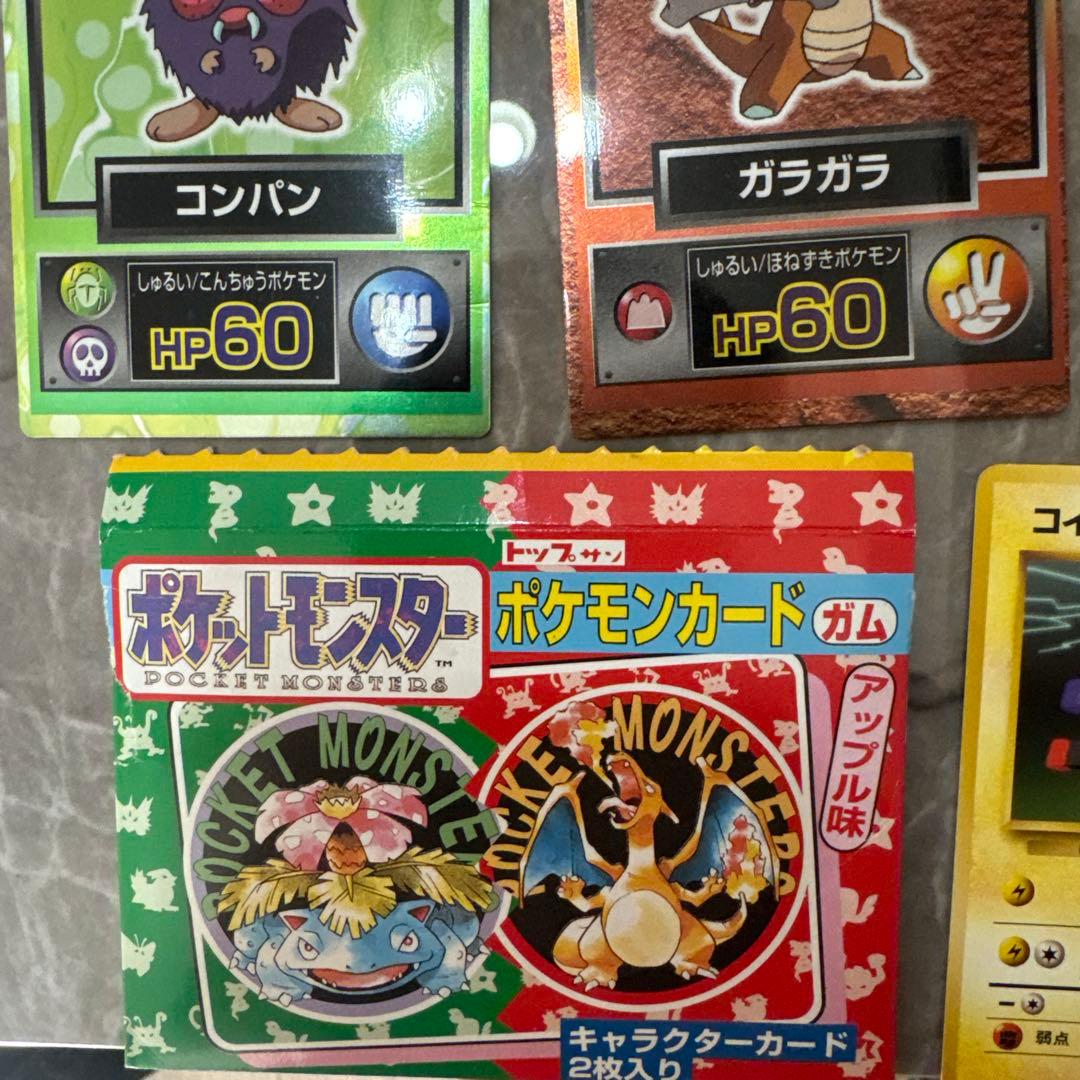 コンパン
しゅるい/こんちゅうポケモン
HP60
ガラガラ
しゅるい/ほねずきポケモン
HP60
トップサン
ポケットモンスター
TM
POCKET MONSTERS
ポケモンカード
ガム
アップル味
POCKET MONSTE
POCKET MONSTERS
キャラクターカード
2枚入り
コイ
弱点